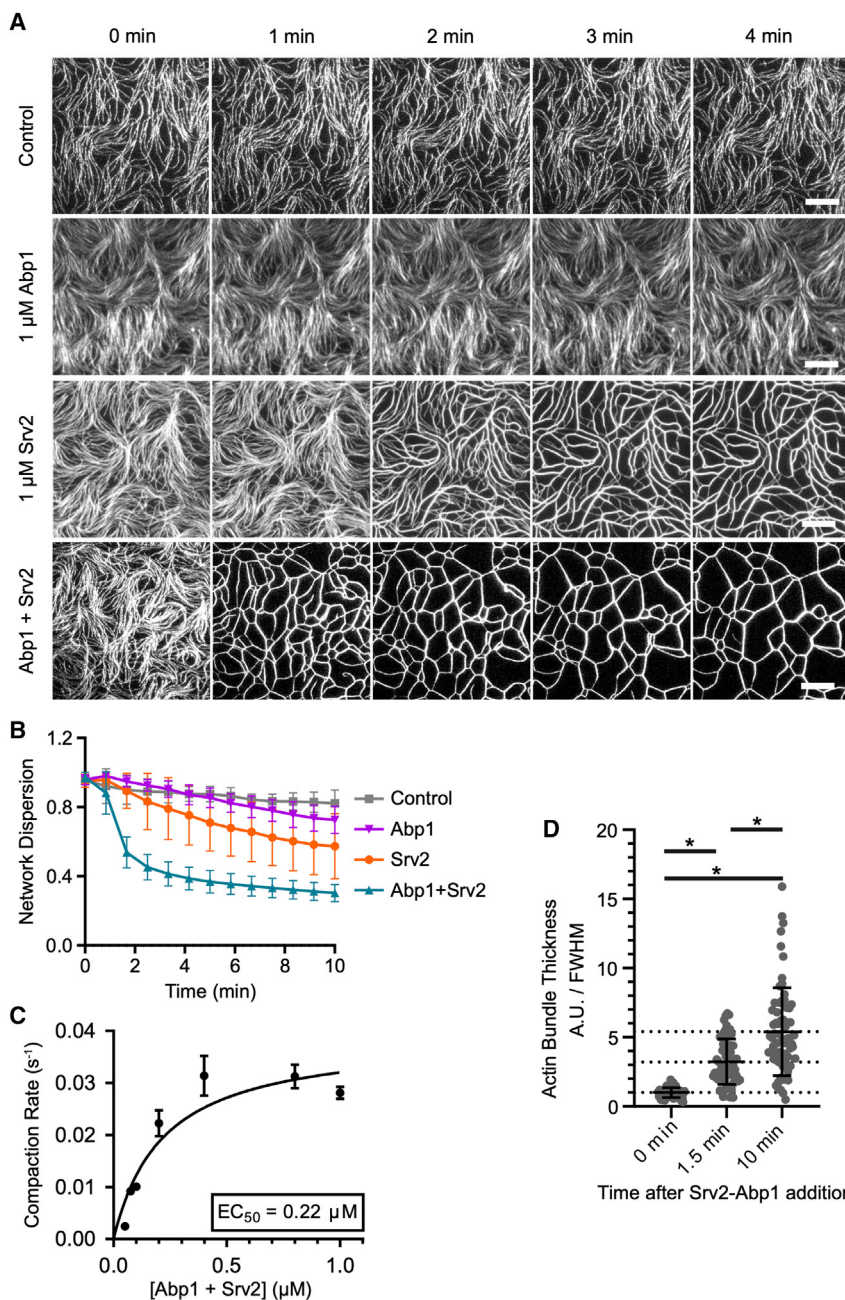 A
0 min 1 min 2 min 3 min 4 min
Control
1 µM Abp1
1 µM Srv2
Abp1 + Srv2
B
1.2
0.8
0.4
0.0
Network Dispersion
0 2 4 6 8 10
Time (min)
Control
Abp1
Srv2
Abp1+Srv2
C
0.04
0.03
0.02
0.01
0.00
Compaction Rate (s⁻¹)
EC₅₀ = 0.22 µM
0.0 0.5 1.0
[Abp1 + Srv2] (µM)
D
20
15
10
5
0
Actin Bundle Thickness
A.U. / FWHM
* *
*
0 min 1.5 min 10 min
Time after Srv2-Abp1 addition